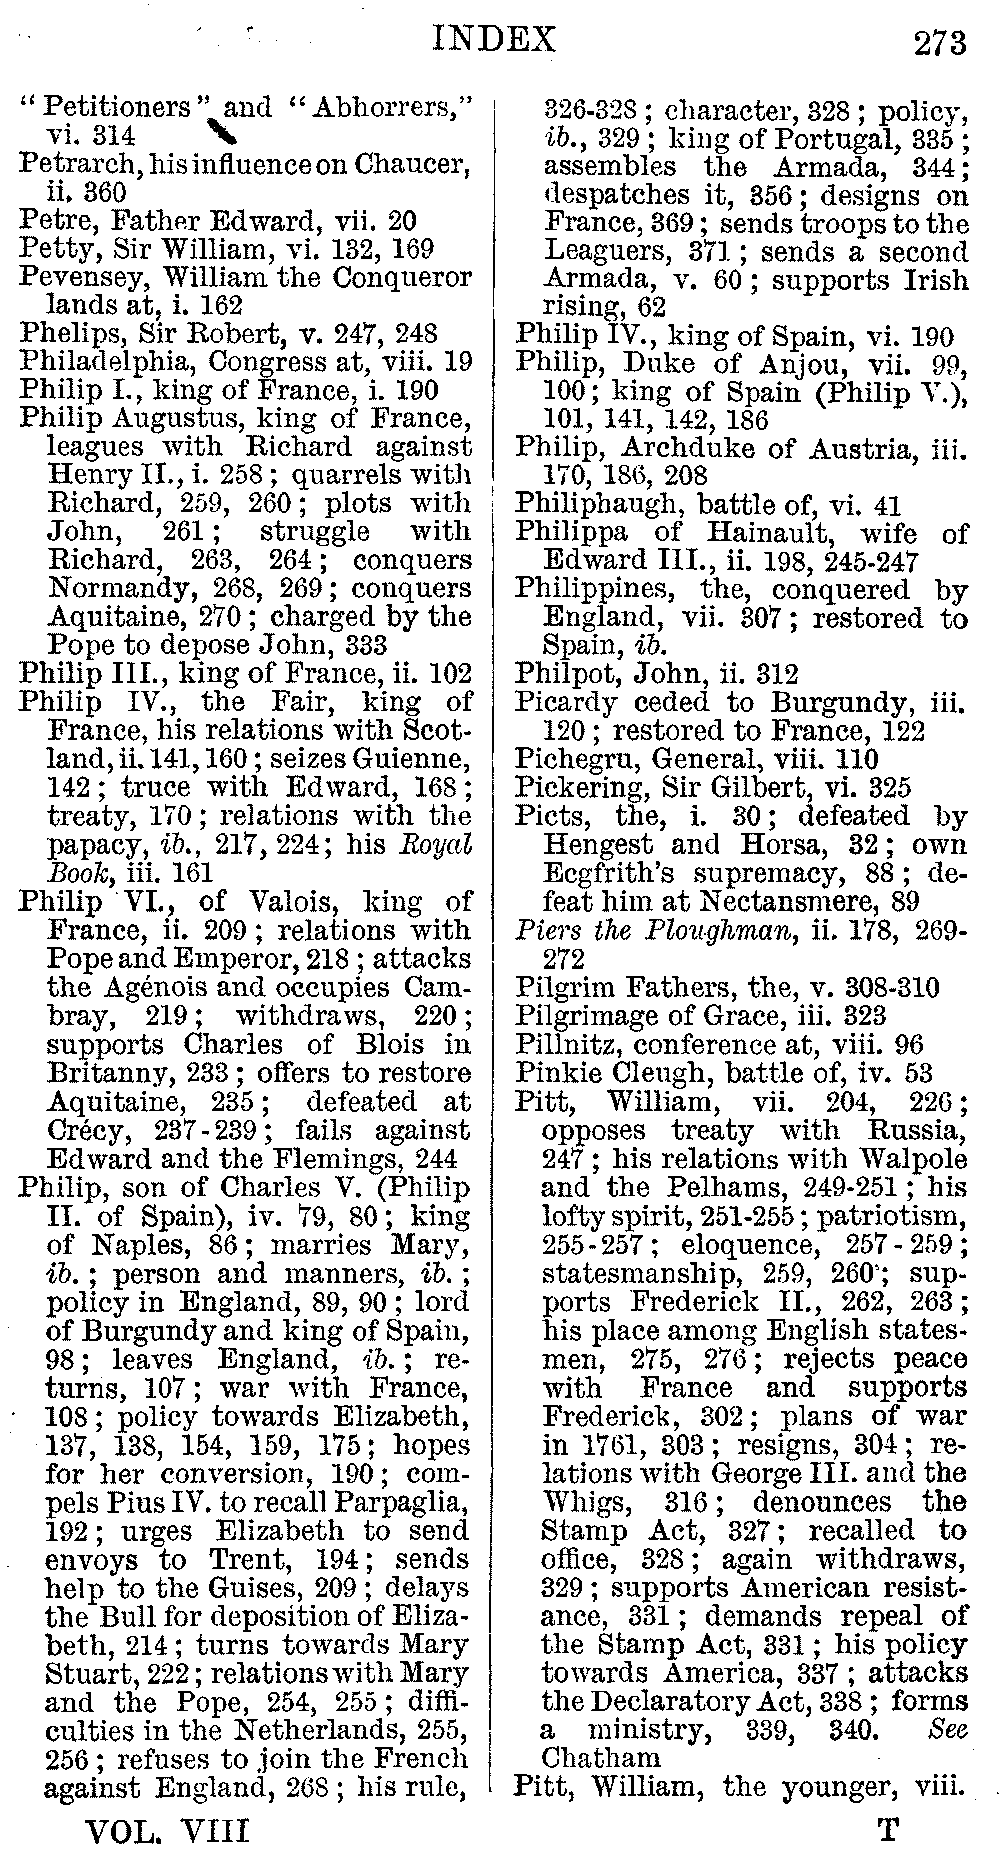 INDEX 273
“Petitioners” and “Abhorrers,”
vi. 314
Petrarch, his influence on Chaucer,
ii. 360
Petre, Father Edward, vii. 20
Petty, Sir William, vi. 132, 169
Pevensey, William the Conqueror
lands at, i. 162
Phelips, Sir Robert, v. 247, 248
Philadelphia, Congress at, viii. 19
Philip I., king of France, i. 190
Philip Augustus, king of France,
leagues with Richard against
Henry II., i. 258; quarrels with
Richard, 259, 260; plots with
John, 261; struggle with
Richard, 263, 264; conquers
Normandy, 268, 269; conquers
Aquitaine, 270; charged by the
Pope to depose John, 333
Philip III., king of France, ii. 102
Philip IV., the Fair, king of
France, his relations with Scot-
land, ii. 141, 160; seizes Guienne,
142; truce with Edward, 168;
treaty, 170; relations with the
papacy, ib., 217, 224; his Royal
Book, iii. 161
Philip VI., of Valois, king of
France, ii. 209; relations with
Pope and Emperor, 218; attacks
the Agénois and occupies Cam-
bray, 219; withdraws, 220;
supports Charles of Blois in
Britanny, 233; offers to restore
Aquitaine, 235; defeated at
Crécy, 237-239; fails against
Edward and the Flemings, 244
Philip, son of Charles V. (Philip
II. of Spain), iv. 79, 80; king
of Naples, 86; marries Mary,
ib.; person and manners, ib.;
policy in England, 89, 90; lord
of Burgundy and king of Spain,
98; leaves England, ib.; re-
turns, 107; war with France,
108; policy towards Elizabeth,
137, 138, 154, 159, 175; hopes
for her conversion, 190; com-
pels Pius IV. to recall Parpaglia,
192; urges Elizabeth to send
envoys to Trent, 194; sends
help to the Guises, 209; delays
the Bull for deposition of Eliza-
beth, 214; turns towards Mary
Stuart, 222; relations with Mary
and the Pope, 254, 255; diffi-
culties in the Netherlands, 255,
256; refuses to join the French
against England, 268; his rule,
326-328; character, 328; policy,
ib., 329; king of Portugal, 335;
assembles the Armada, 344;
despatches it, 356; designs on
France, 369; sends troops to the
Leaguers, 371; sends a second
Armada, v. 60; supports Irish
rising, 62
Philip IV., king of Spain, vi. 190
Philip, Duke of Anjou, vii. 99,
100; king of Spain (Philip V.),
101, 141, 142, 186
Philip, Archduke of Austria, iii.
170, 186, 208
Philiphaugh, battle of, vi. 41
Philippa of Hainault, wife of
Edward III., ii. 198, 245-247
Philippines, the, conquered by
England, vii. 307; restored to
Spain, ib.
Philpot, John, ii. 312
Picardy ceded to Burgundy, iii.
120; restored to France, 122
Pichegru, General, viii. 110
Pickering, Sir Gilbert, vi. 325
Picts, the, i. 30; defeated by
Hengest and Horsa, 32; own
Ecgfrith's supremacy, 88; de-
feat him at Nectansmere, 89
Piers the Ploughman, ii. 178, 269-
272
Pilgrim Fathers, the, v. 308-310
Pilgrimage of Grace, iii. 323
Pillnitz, conference at, viii. 96
Pinkie Cleugh, battle of, iv. 53
Pitt, William, vii. 204, 226;
opposes treaty with Russia,
247; his relations with Walpole
and the Pelhams, 249-251; his
lofty spirit, 251-255; patriotism,
255-257; eloquence, 257-259;
statesmanship, 259, 260; sup-
ports Frederick II., 262, 263;
his place among English states-
men, 275, 276; rejects peace
with France and supports
Frederick, 302; plans of war
in 1761, 303; resigns, 304; re-
lations with George III. and the
Whigs, 316; denounces the
Stamp Act, 327; recalled to
office, 328; again withdraws,
329; supports American resist-
ance, 331; demands repeal of
the Stamp Act, 331; his policy
towards America, 337; attacks
the Declaratory Act, 338; forms
a ministry, 339, 340. See
Chatham
Pitt, William, the younger, viii.
VOL. VIII T